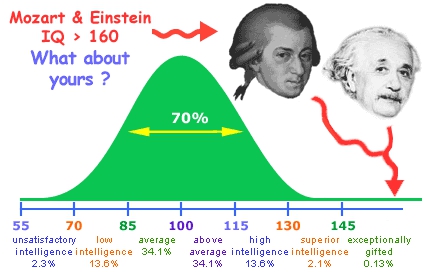 Mozart & Einstein
IQ > 160
What about
yours ?
70%
55 70 85 100 115 130 145
unsatisfactory intelligence 2.3%
low intelligence 13.6%
average 34.1%
above average 34.1%
high intelligence 13.6%
superior intelligence 2.1%
exceptionally gifted 0.13%